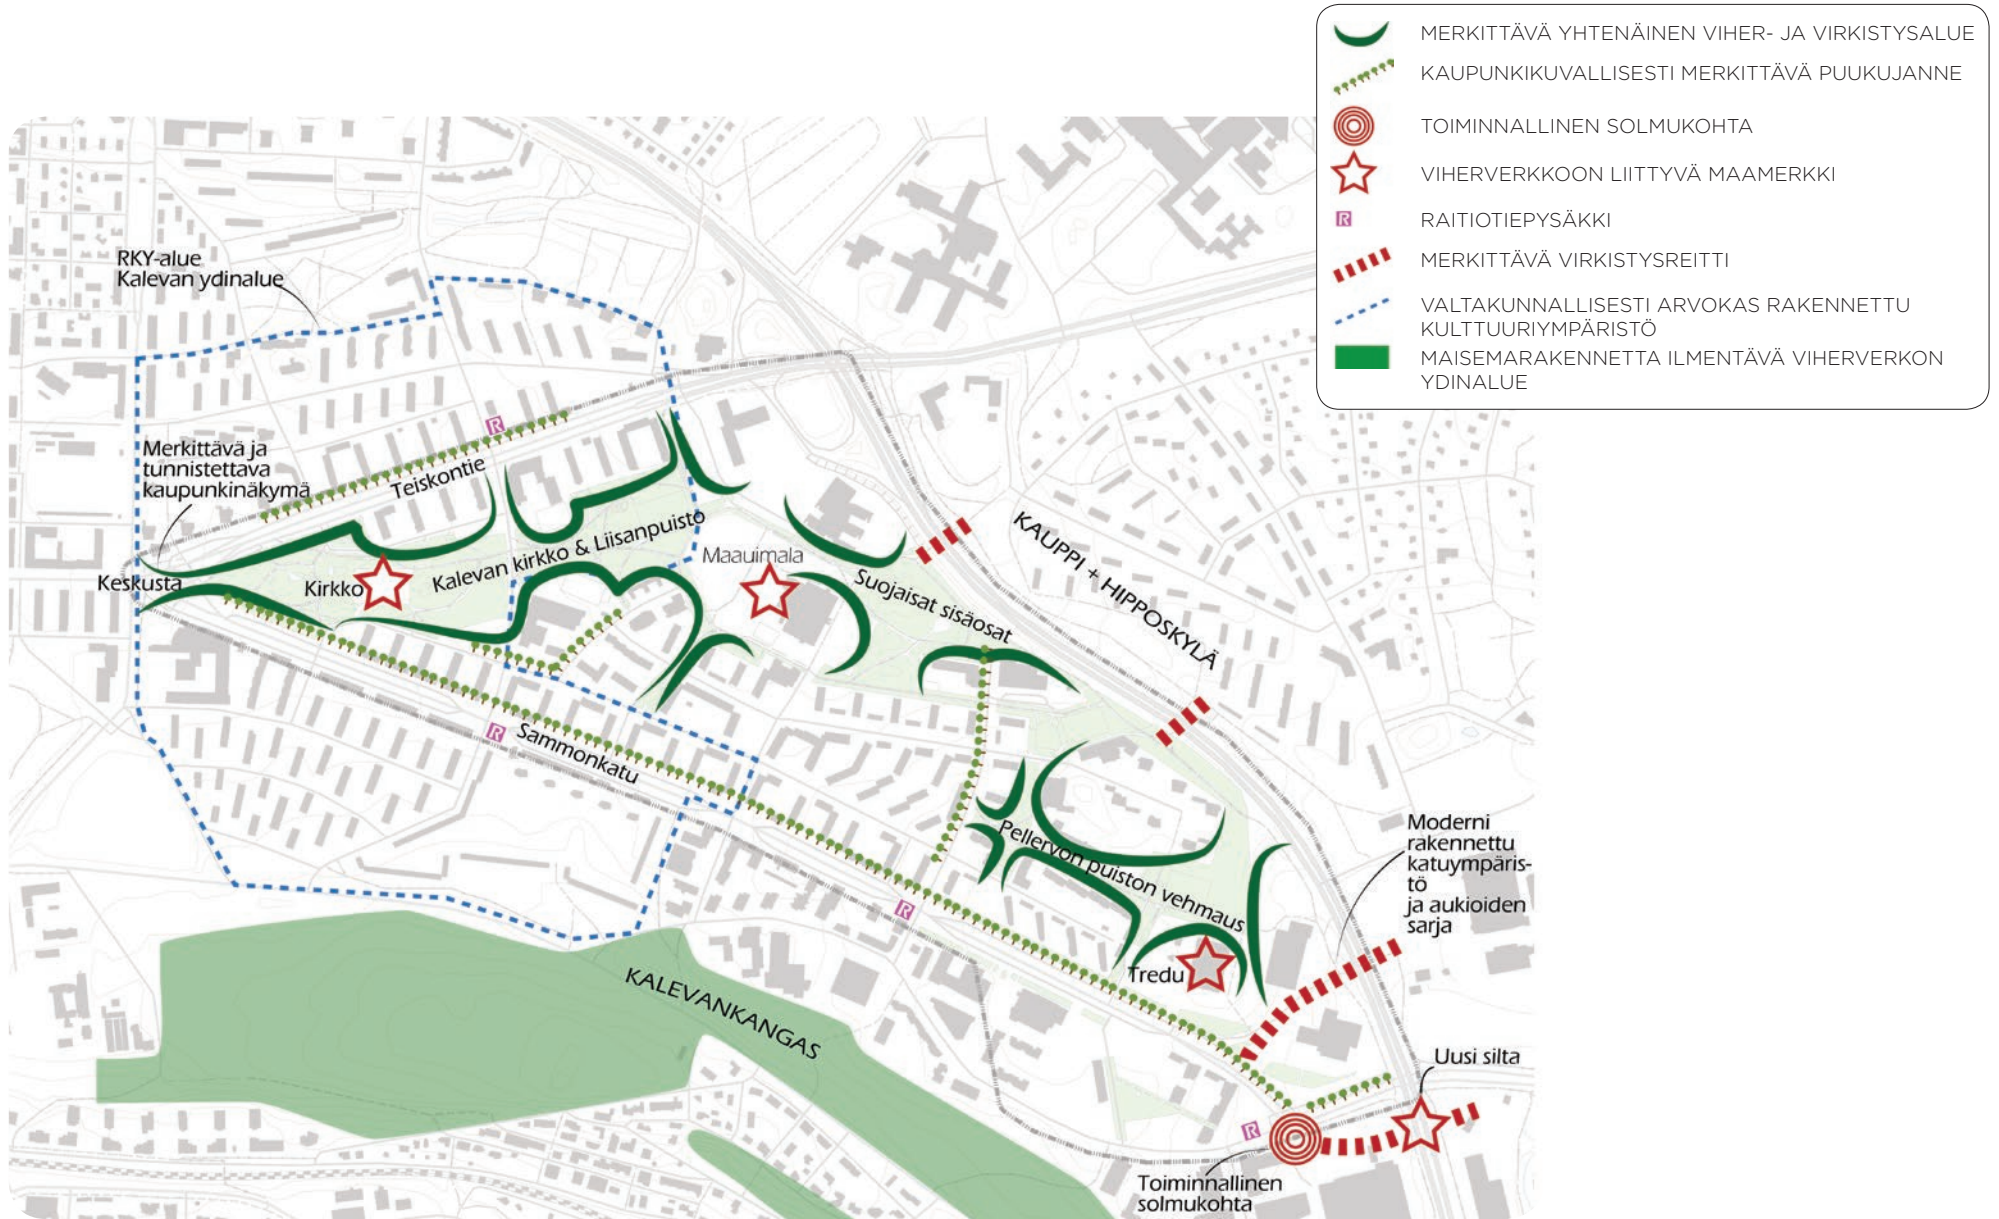 MERKITTÄVÄ YHTENÄINEN VIHER- JA VIRKISTYSALUE
KAUPUNKIKUVALLISESTI MERKITTÄVÄ PUUKUJANNE
TOIMINNALLINEN SOLMUKOHTA
VIHERVERKKOON LIITTYVÄ MAAMERKKI
R
RAITIOTIEPYSÄKKI
MERKITTÄVÄ VIRKISTYSREITTI
VALTAKUNNALLISESTI ARVOKAS RAKENNETTU
KULTTUURIYMPÄRISTÖ
MAISEMARAKENNETTA ILMENTÄVÄ VIHERVERKON
YDINALUE
RKY-alue
Kalevan ydinalue
Merkittävä ja
tunnistettava
kaupunkinäkymä
R
Teiskontie
Keskusta
Kirkko
Kalevan kirkko & Liisanpuisto
Maauimala
Suojaisat sisäosat
KAUPPI + HIPPOSKYLÄ
R
Sammonkatu
Pellervon puiston vehmaus
Moderni
rakennettu
katuympäris-
tö
ja aukioiden
sarja
R
Tredu
KALEVANKANGAS
Uusi silta
R
Toiminnallinen
solmukohta